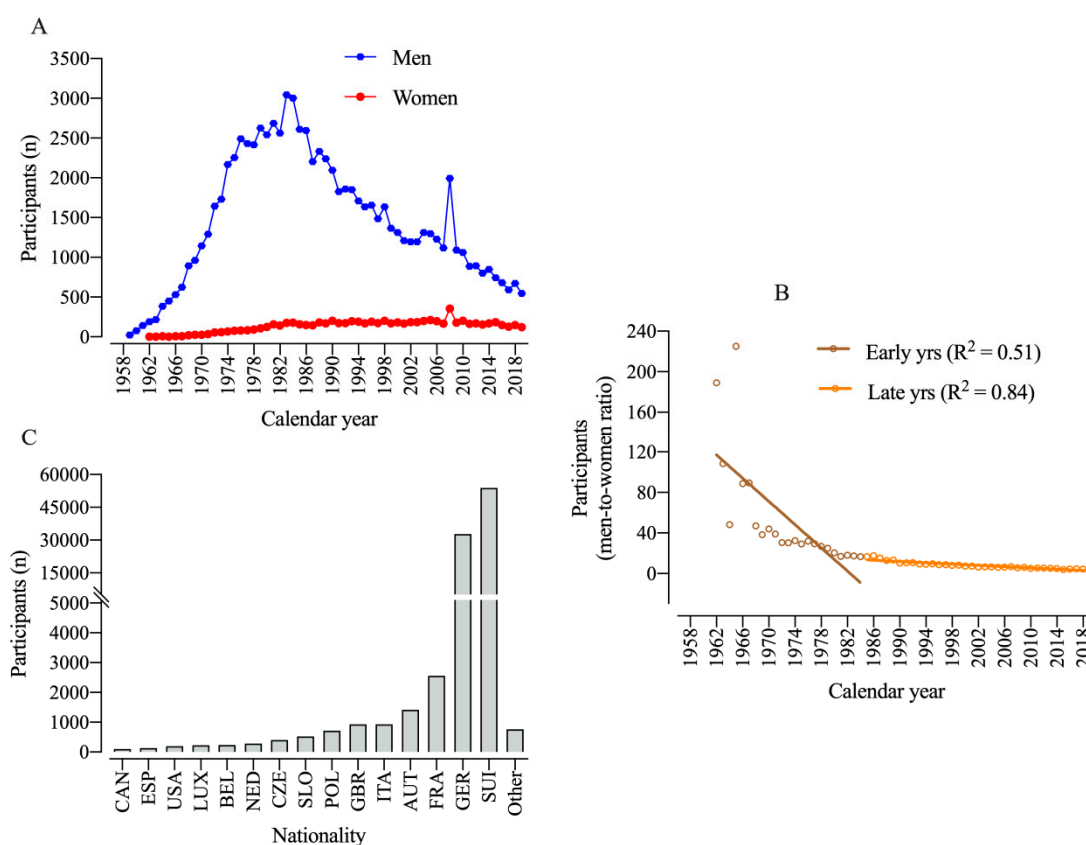 A
3500
3000
2500
2000
1500
1000
500
0
Participants (n)
Men
Women
1958
1962
1966
1970
1974
1978
1982
1986
1990
1994
1998
2002
2006
2010
2014
2018
Calendar year
B
240
200
160
120
80
40
0
Participants
(men-to-women ratio)
Early yrs (R² = 0.51)
Late yrs (R² = 0.84)
1958
1962
1966
1970
1974
1978
1982
1986
1990
1994
1998
2002
2006
2010
2014
2018
Calendar year
C
60000
45000
30000
15000
5000
4000
3000
2000
1000
0
Participants (n)
CAN
ESP
USA
LUX
BEL
NED
CZE
SLO
POL
GBR
ITA
AUT
FRA
GER
SUI
Other
Nationality